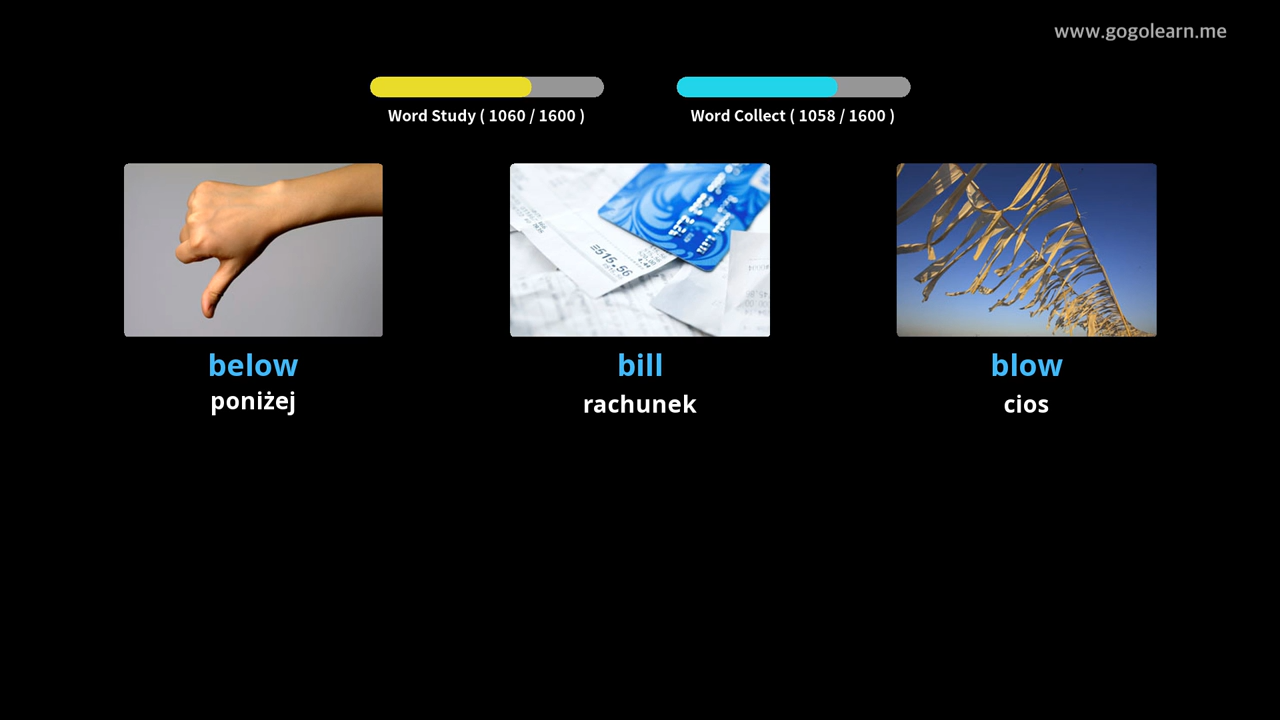 www.gogolearn.me
Word Study ( 1060 / 1600 )
Word Collect ( 1058 / 1600 )
below
poniżej
bill
rachunek
blow
cios